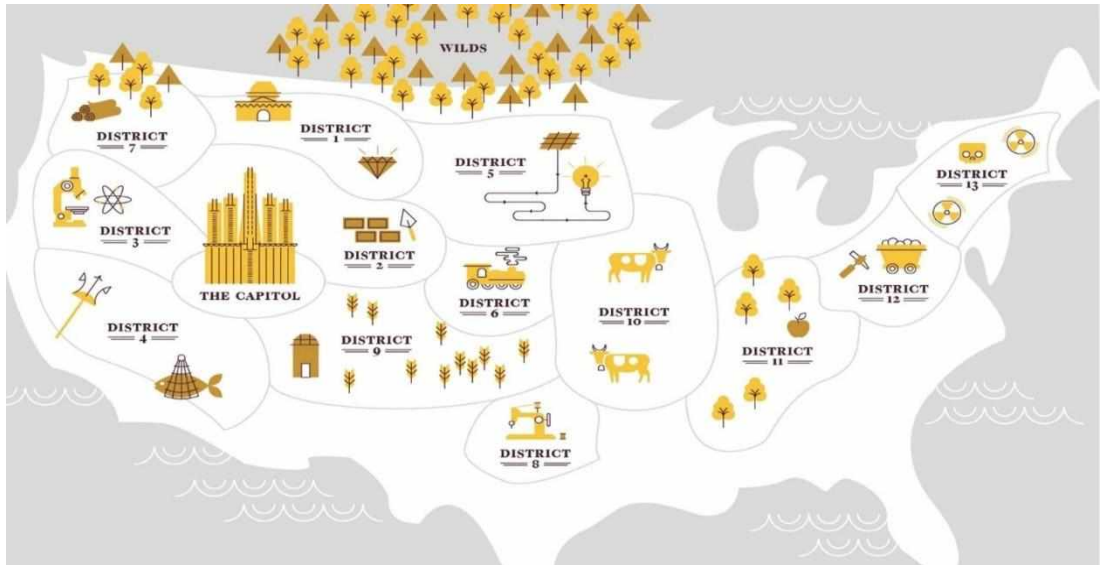 WILDS
DISTRICT
7
DISTRICT
1
DISTRICT
5
DISTRICT
13
DISTRICT
3
DISTRICT
2
THE CAPITOL
DISTRICT
6
DISTRICT
12
DISTRICT
4
DISTRICT
9
DISTRICT
10
DISTRICT
11
DISTRICT
8